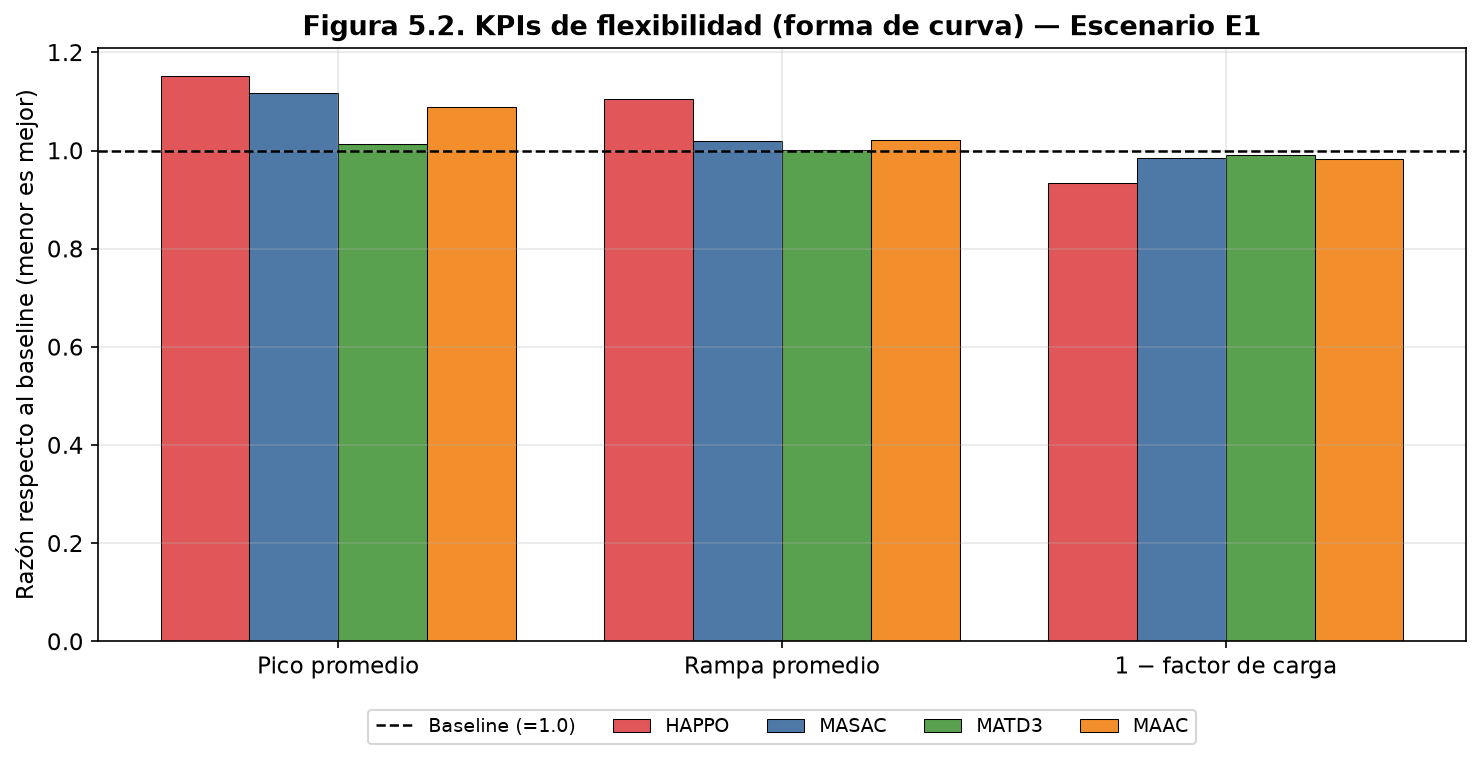 Figura 5.2. KPIs de flexibilidad (forma de curva) — Escenario E1
Razón respecto al baseline (menor es mejor)
1.2
1.0
0.8
0.6
0.4
0.2
0.0
Pico promedio
Rampa promedio
1 − factor de carga
Baseline (=1.0)
HAPPO
MASAC
MATD3
MAAC